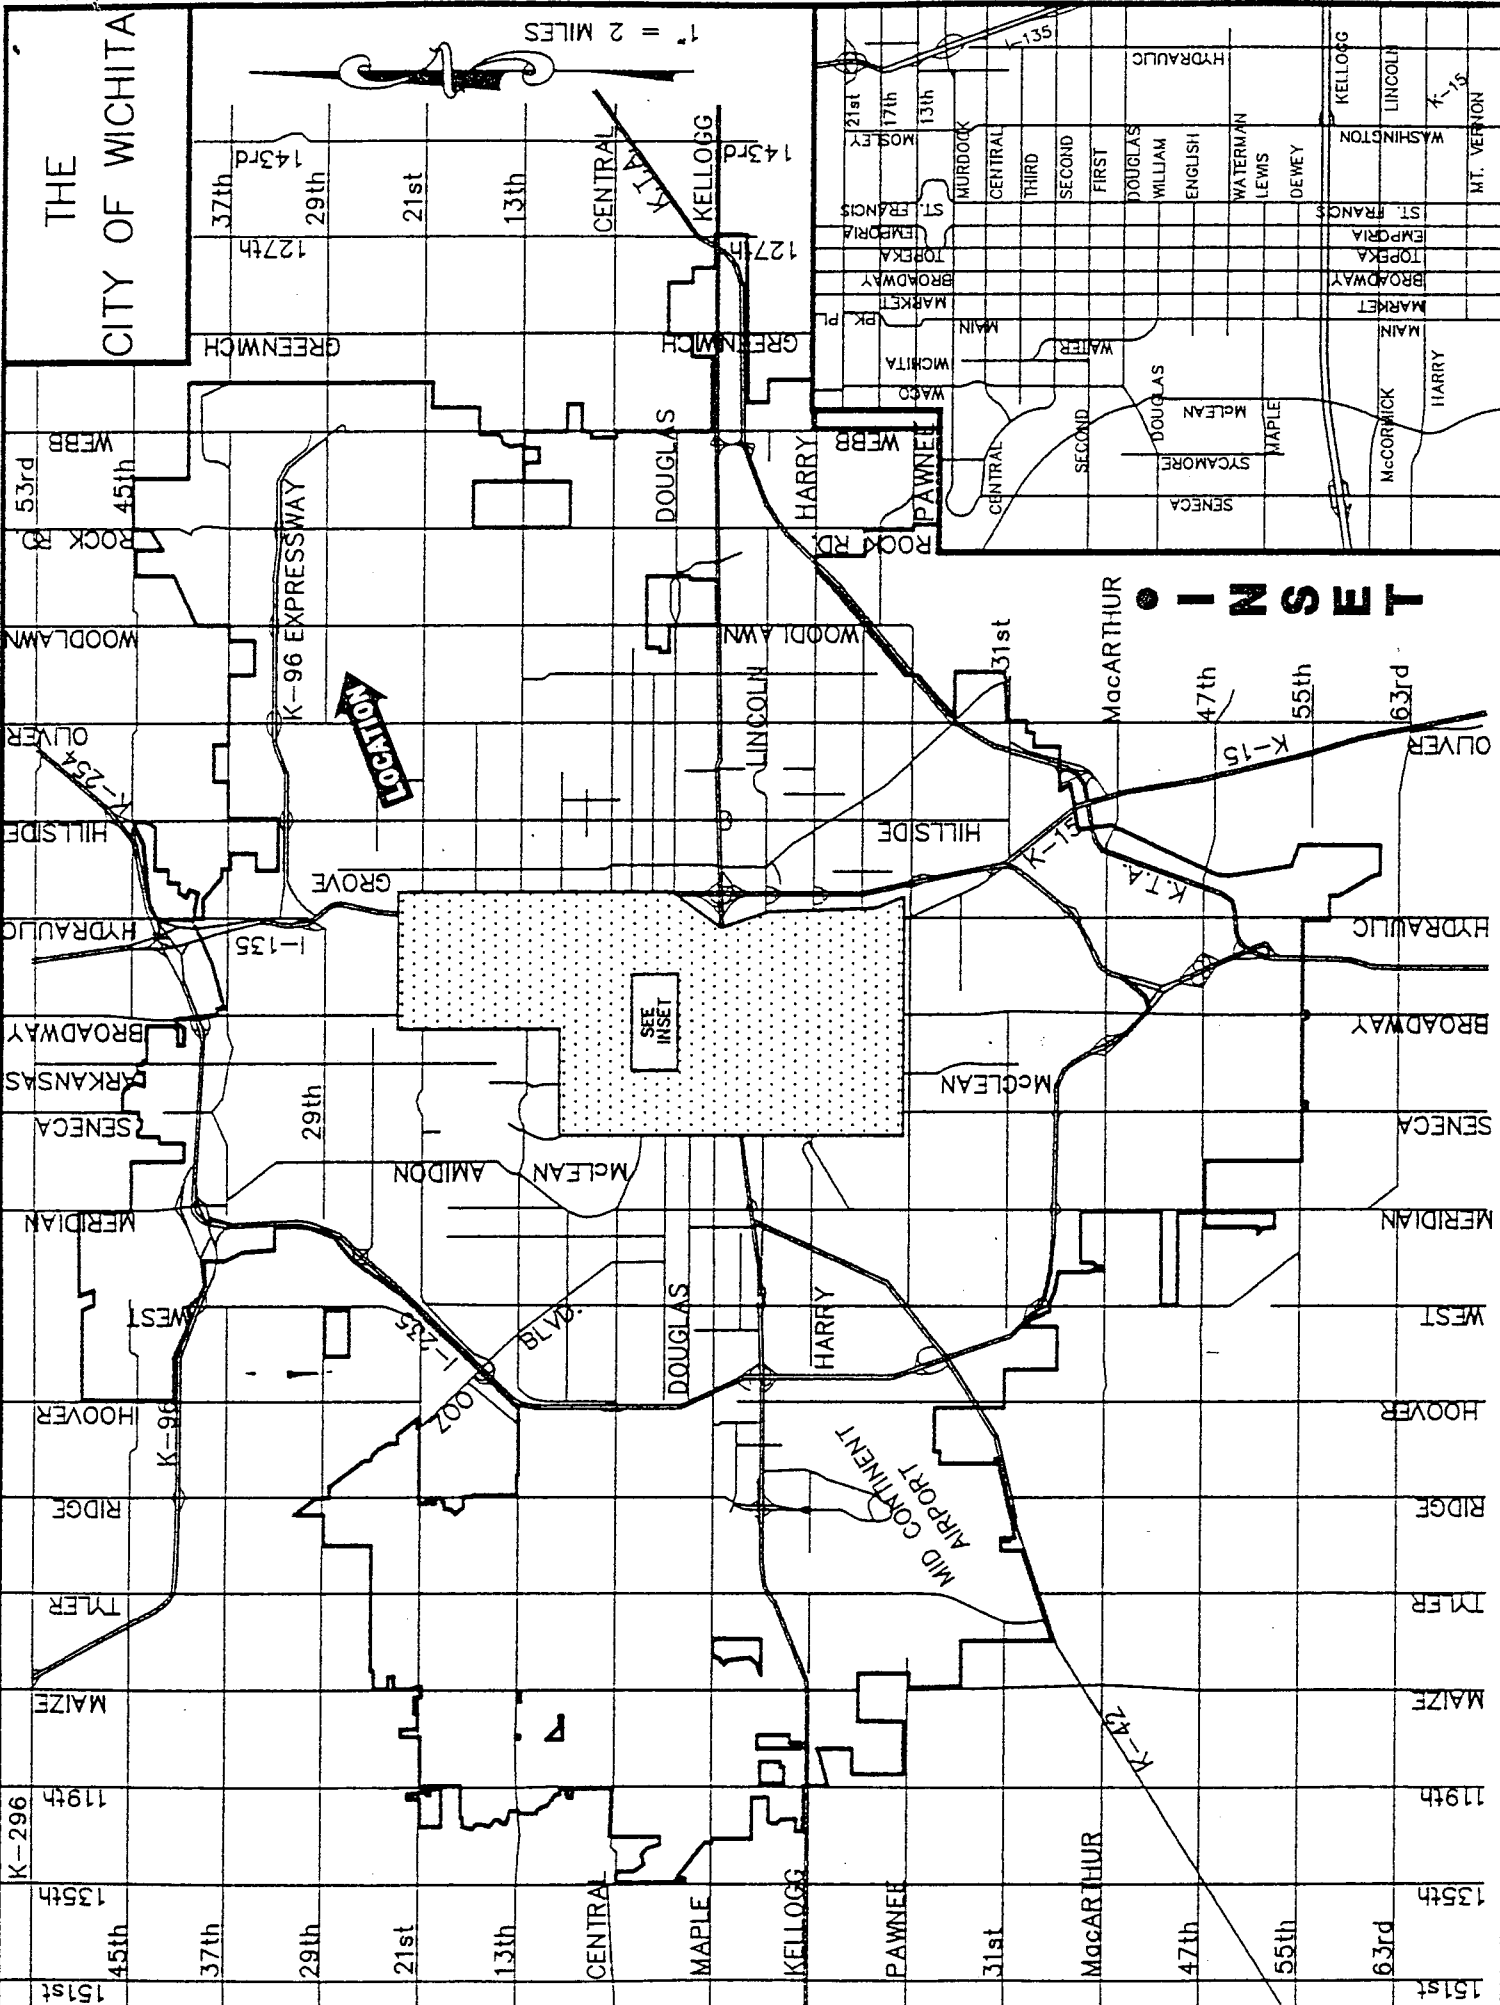 THE
CITY OF WICHITA
1" = 2 MILES
143rd
37th
29th
21st
13th
CENTRAL
K.T.A.
KELLOGG
143rd
127th
127th
GREENWICH
GREENWICH
GREENWICH
53rd
WEBB
45th
DOUGLAS
HARRY
WEBB
PAWNEE
ROCK RD.
K-96 EXPRESSWAY
ROCK RD.
WOODLAWN
WOODLAWN
WOODLAWN
31st
MacARTHUR
47th
55th
63rd
LOCATION
LINCOLN
OLIVER
I-254
K-15
OLIVER
HILLSIDE
HILLSIDE
K-15
K.T.A.
GROVE
HYDRAULIC
I-135
HYDRAULIC
SEE
INSET
BROADWAY
BROADWAY
ARKANSAS
McCLEAN
SENECA
29th
SENECA
AMIDON
McLEAN
MERIDIAN
MERIDIAN
WEST
I-235
BLVD.
DOUGLAS
HARRY
WEST
HOOVER
K-96
ZOO
HOOVER
MID CONTINENT
AIRPORT
RIDGE
RIDGE
TYLER
TYLER
MAIZE
MAIZE
K-42
119th
119th
K-296
135th
135th
45th
37th
29th
21st
13th
CENTRAL
MAPLE
KELLOGG
PAWNEE
31st
MacARTHUR
47th
55th
63rd
151st
151st
INSET
I-135
HYDRAULIC
KELLOGG
LINCOLN
K-15
21st
17th
13th
MOSLEY
WASHINGTON
MURDOCK
CENTRAL
THIRD
SECOND
FIRST
DOUGLAS
WILLIAM
ENGLISH
WATERMAN
LEWIS
DEWEY
MT. VERNON
ST. FRANCIS
ST. FRANCIS
EMPORIA
EMPORIA
TOPEKA
TOPEKA
BROADWAY
BROADWAY
MARKET
MARKET
PK PL
MAIN
MAIN
WATER
WICHITA
WACO
HARRY
McLEAN
DOUGLAS
SECOND
CENTRAL
MAPLE
McCORMICK
SYCAMORE
SENECA